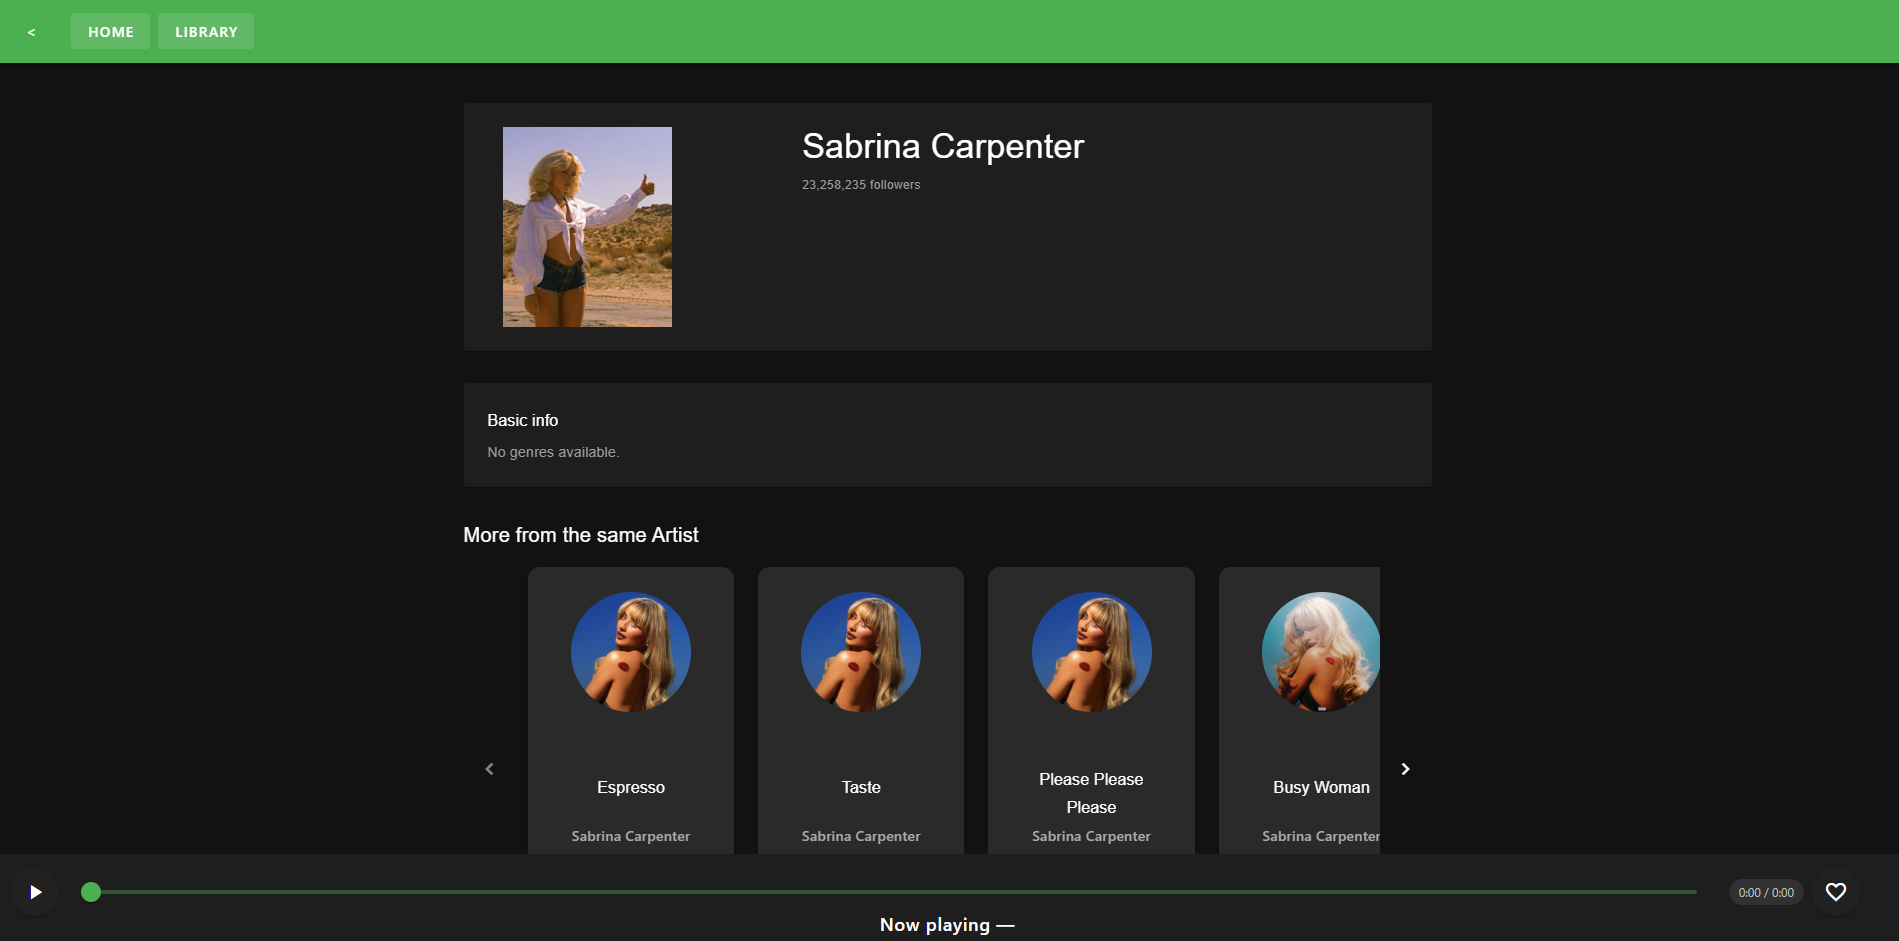 <
HOME
LIBRARY
Sabrina Carpenter
23,258,235 followers
Basic info
No genres available.
More from the same Artist
Espresso
Sabrina Carpenter
Taste
Sabrina Carpenter
Please Please
Please
Sabrina Carpenter
Busy Woman
Sabrina Carpenter
0:00 / 0:00
Now playing —